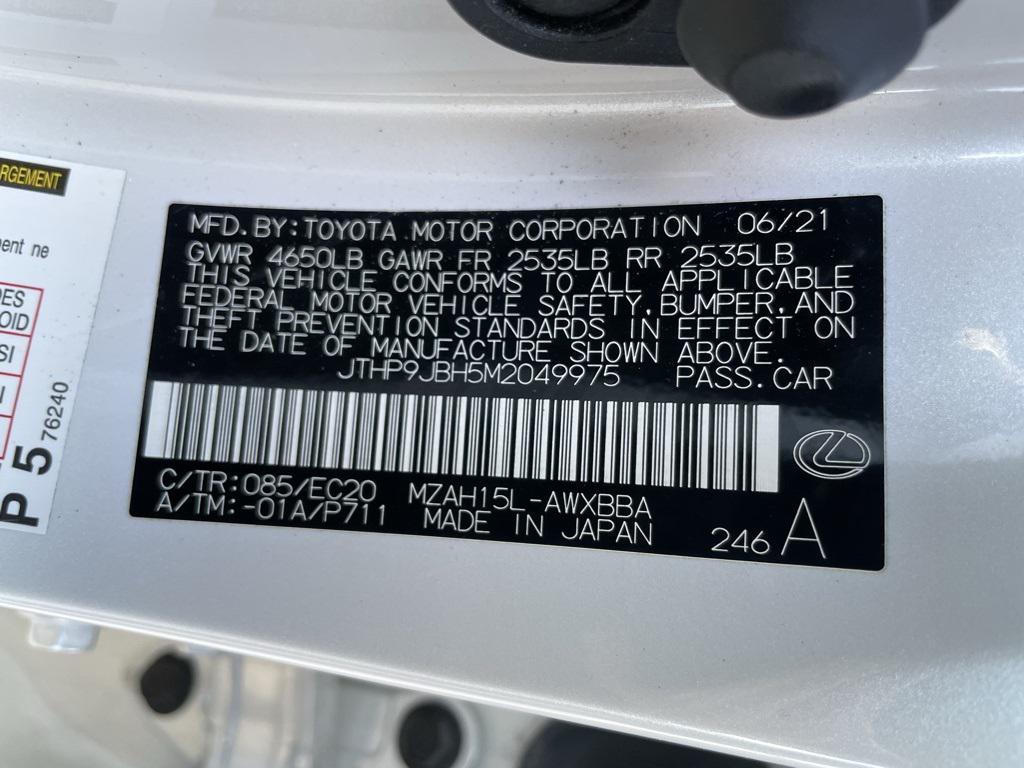 RGEMENT
ment ne
DES
OID
SI
N
P 5 76240
MFD. BY: TOYOTA MOTOR CORPORATION 06/21
GVWR 4650LB GAWR FR 2535LB RR 2535LB
THIS VEHICLE CONFORMS TO ALL APPLICABLE
FEDERAL MOTOR VEHICLE SAFETY, BUMPER, AND
THEFT PREVENTION STANDARDS IN EFFECT ON
THE DATE OF MANUFACTURE SHOWN ABOVE.
JTHP9JBH5M2049975 PASS. CAR
C/TR: 085/EC20 MZAH15L-AWXBBA
A/TM: -01A/P711 MADE IN JAPAN 246 A